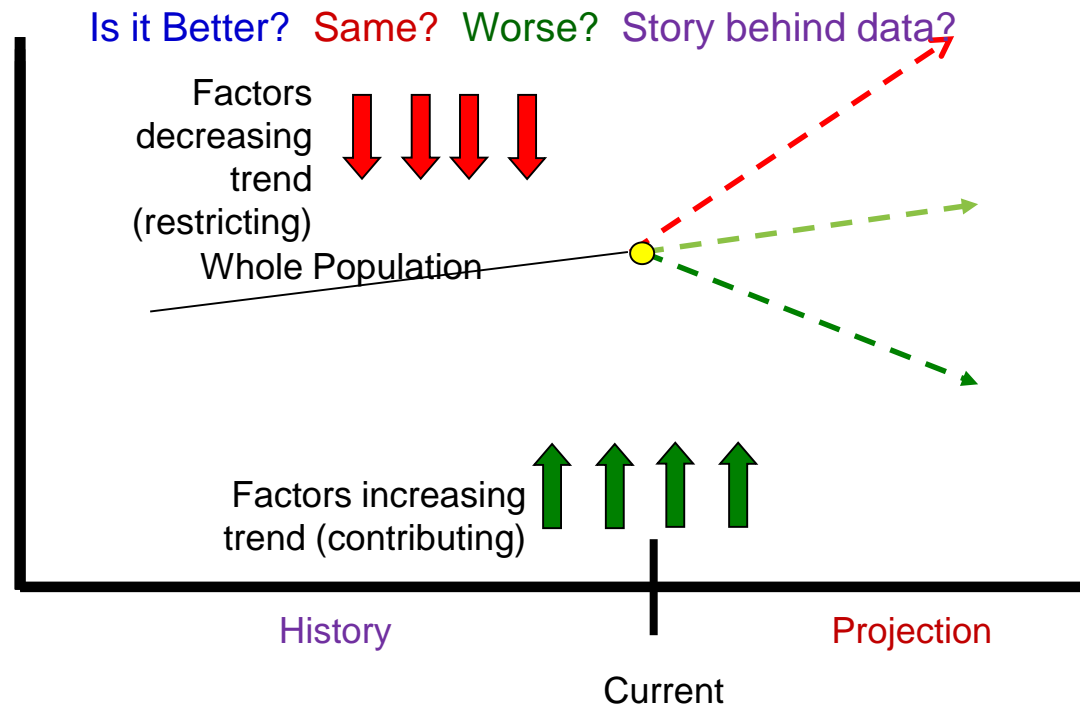 Is it Better? Same? Worse? Story behind data?
Factors
decreasing
trend
(restricting)
Whole Population
Factors increasing
trend (contributing)
History
Projection
Current